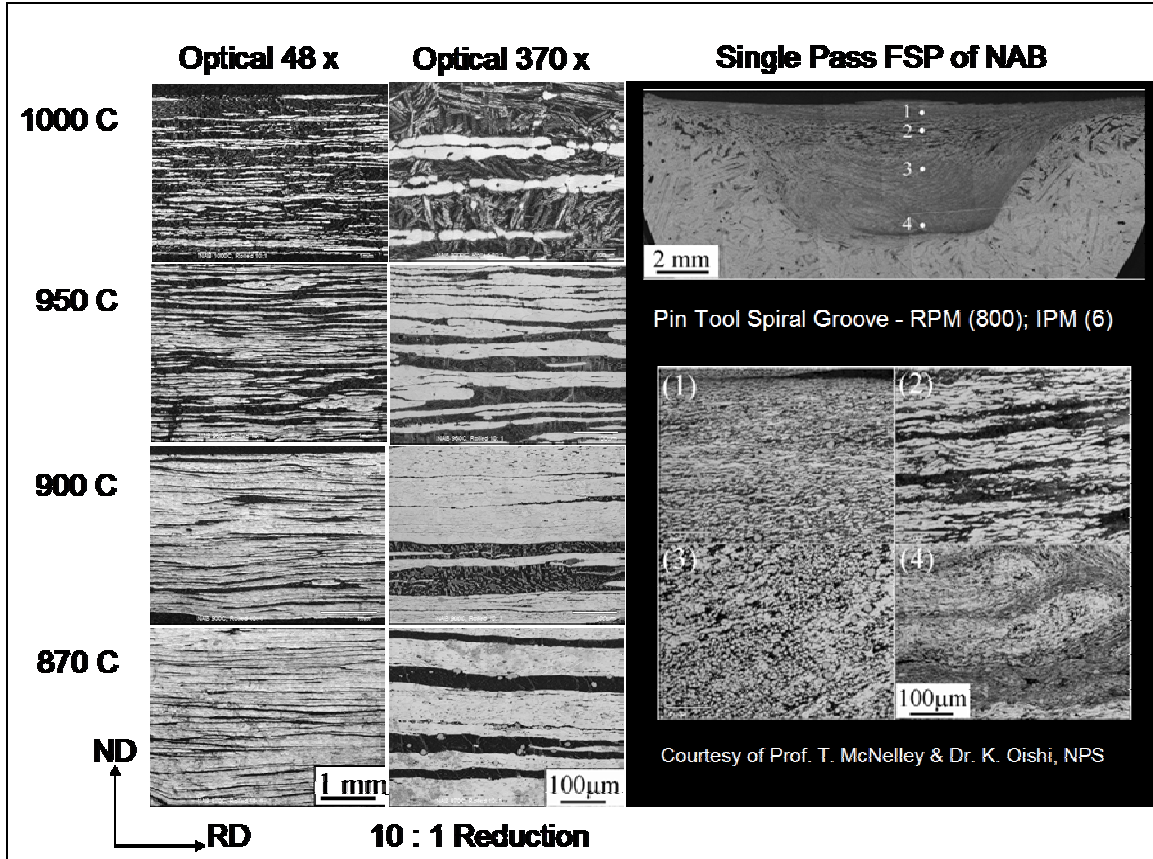 Optical 48 x
Optical 370 x
Single Pass FSP of NAB
1000 C
1
2
3
4
2 mm
950 C
Pin Tool Spiral Groove - RPM (800); IPM (6)
(1)
(2)
900 C
(3)
(4)
870 C
100μm
Courtesy of Prof. T. McNelley & Dr. K. Oishi, NPS
ND
1 mm
100μm
RD
10 : 1 Reduction